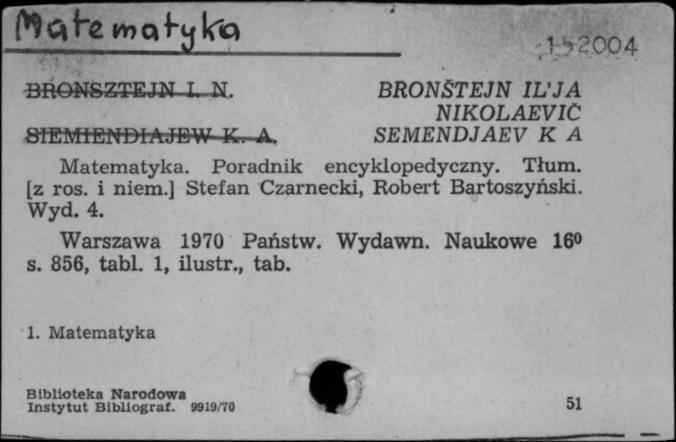 Matematyka
152004
BRONSZTEJN I. N. BRONŠTEJN IL'JA
NIKOLAEVIČ
SIEMIENDIAJEW K. A. SEMENDJAEV K A
Matematyka. Poradnik encyklopedyczny. Tłum.
[z ros. i niem.] Stefan Czarnecki, Robert Bartoszyński.
Wyd. 4.
Warszawa 1970 Państw. Wydawn. Naukowe 16⁰
s. 856, tabl. 1, ilustr., tab.
1. Matematyka
Biblioteka Narodowa
Instytut Bibliograf. 9919/70 51